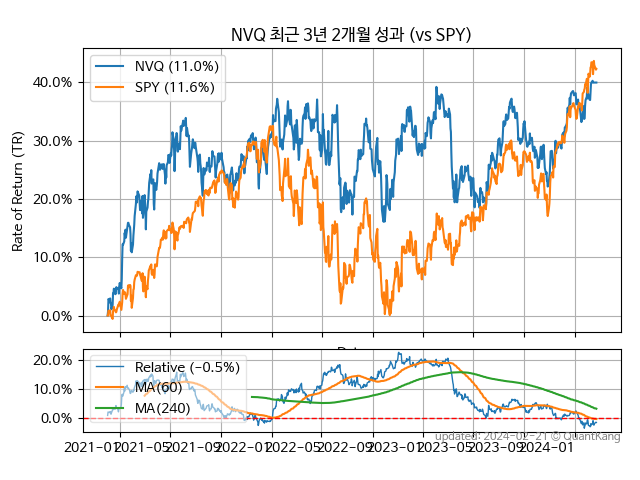 NVQ 최근 3년 2개월 성과 (vs SPY)
NVQ (11.0%)
SPY (11.6%)
Rate of Return (TR)
40.0%
30.0%
20.0%
10.0%
0.0%
Relative (−0.5%)
MA(60)
MA(240)
20.0%
10.0%
0.0%
2021-01
2021-05
2021-09
2022-01
2022-05
2022-09
2023-01
2023-05
2023-09
2024-01
updated: 2024-02-21 © QuantKang